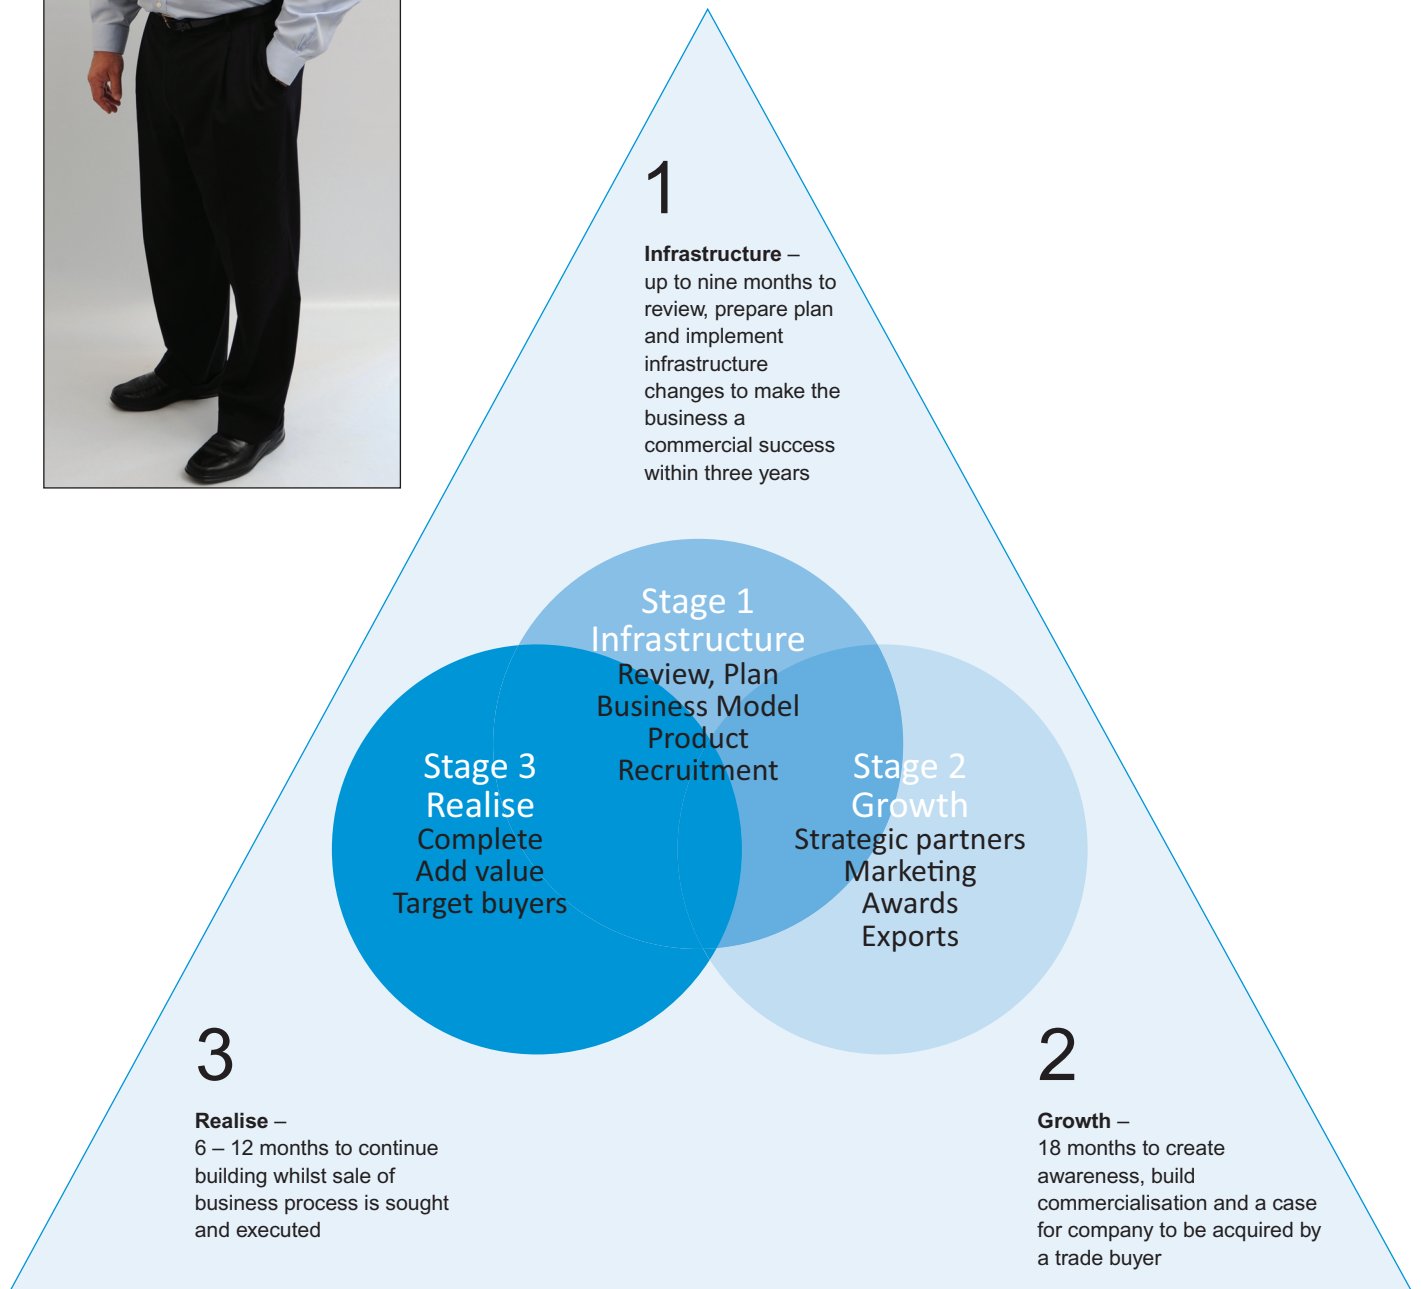 1
Infrastructure –
up to nine months to
review, prepare plan
and implement
infrastructure
changes to make the
business a
commercial success
within three years
Stage 1
Infrastructure
Review, Plan
Business Model
Product
Recruitment
Stage 3
Realise
Complete
Add value
Target buyers
Stage 2
Growth
Strategic partners
Marketing
Awards
Exports
3
Realise –
6 – 12 months to continue
building whilst sale of
business process is sought
and executed
2
Growth –
18 months to create
awareness, build
commercialisation and a case
for company to be acquired by
a trade buyer